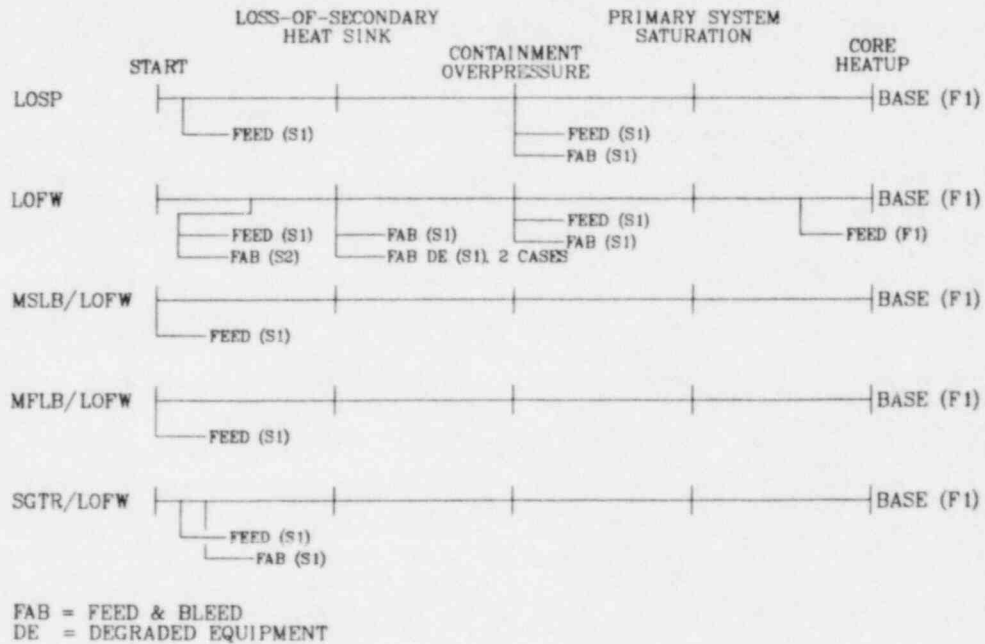 LOSS-OF-SECONDARY
HEAT SINK
PRIMARY SYSTEM
SATURATION
START
CONTAINMENT
OVERPRESSURE
CORE
HEATUP
LOSP
BASE (F1)
FEED (S1)
FEED (S1)
FAB (S1)
LOFW
BASE (F1)
FEED (S1)
FAB (S1)
FEED (S1)
FEED (F1)
FAB (S2)
FAB DE (S1), 2 CASES
FAB (S1)
MSLB/LOFW
BASE (F1)
FEED (S1)
MFLB/LOFW
BASE (F1)
FEED (S1)
SGTR/LOFW
BASE (F1)
FEED (S1)
FAB (S1)
FAB = FEED & BLEED
DE = DEGRADED EQUIPMENT